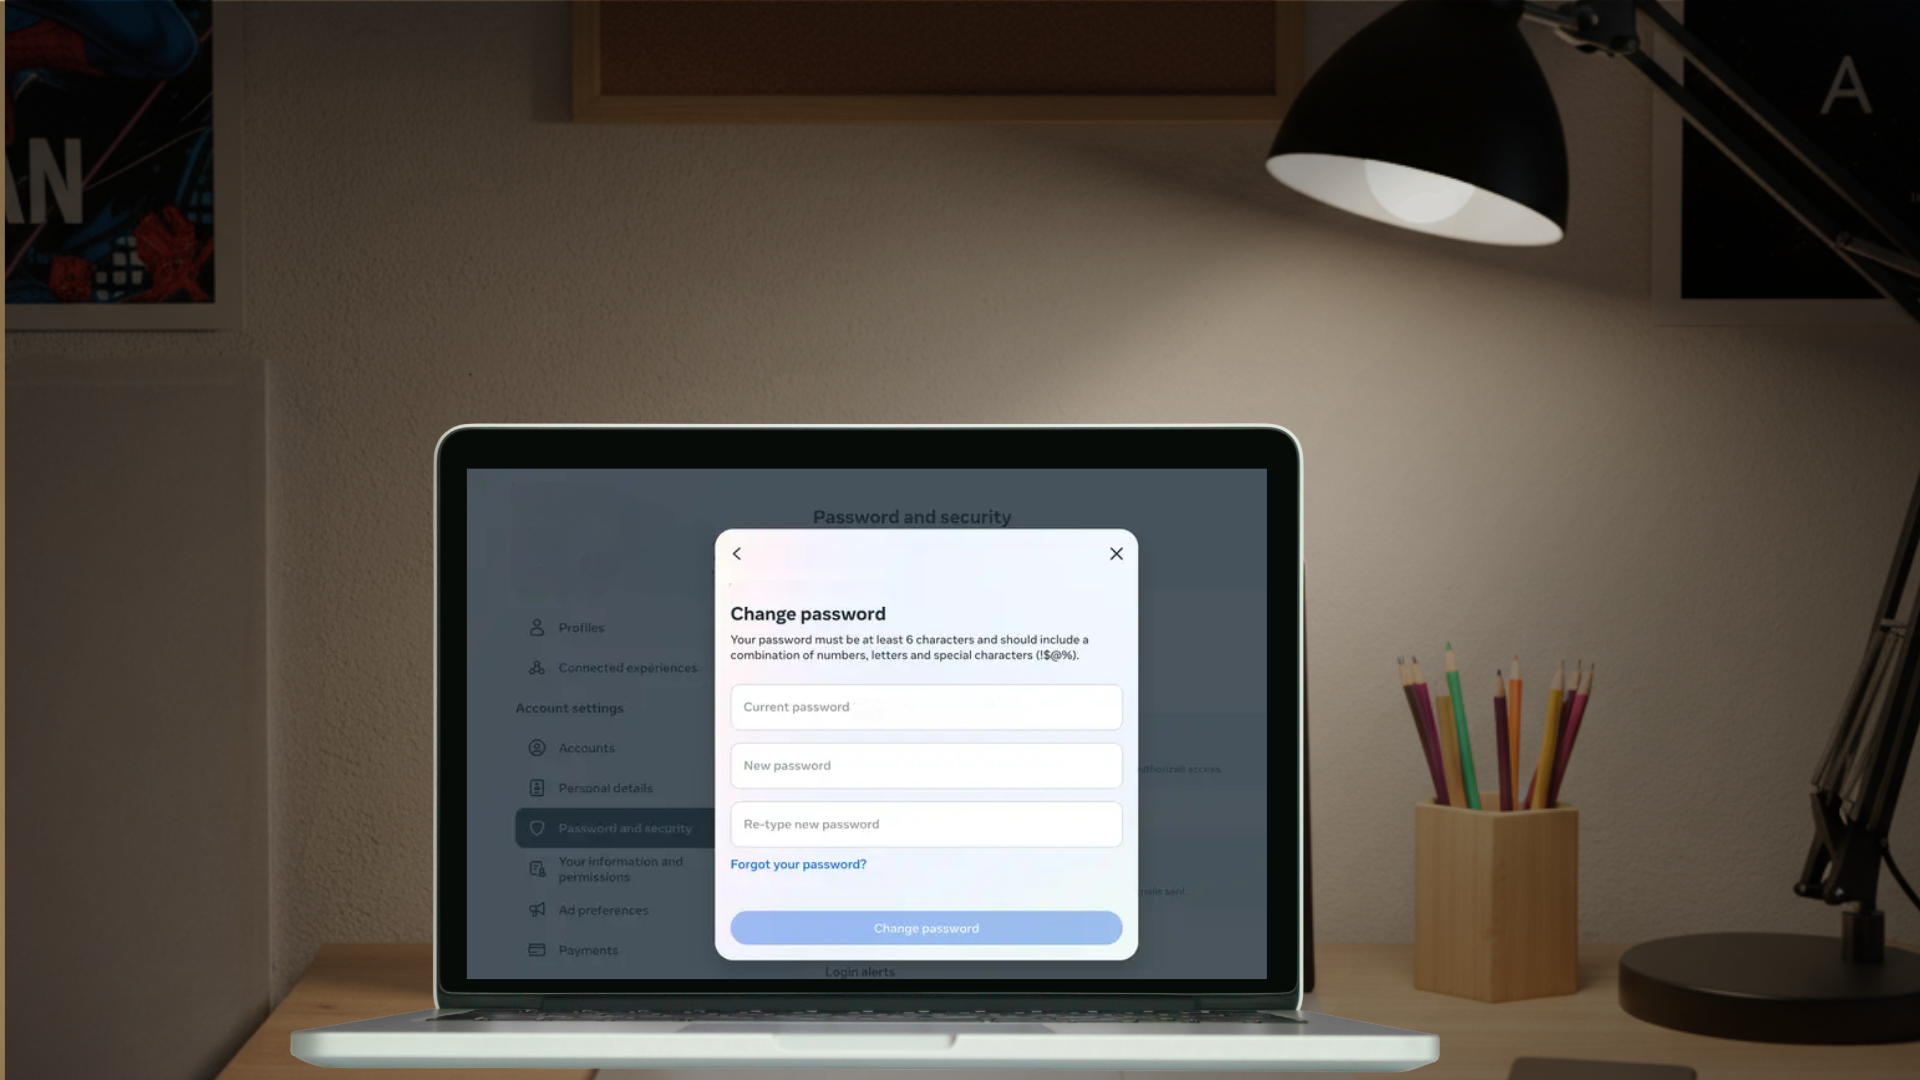 AN
A
Password and security
Change password
Your password must be at least 6 characters and should include a
combination of numbers, letters and special characters (!$@%).
Profiles
Connected experiences
Account settings
Accounts
Personal details
Password and security
Your information and
permissions
Ad preferences
Payments
Current password
New password
Re-type new password
Forgot your password?
Change password
uthorized access.
mails sent.
Login alerts